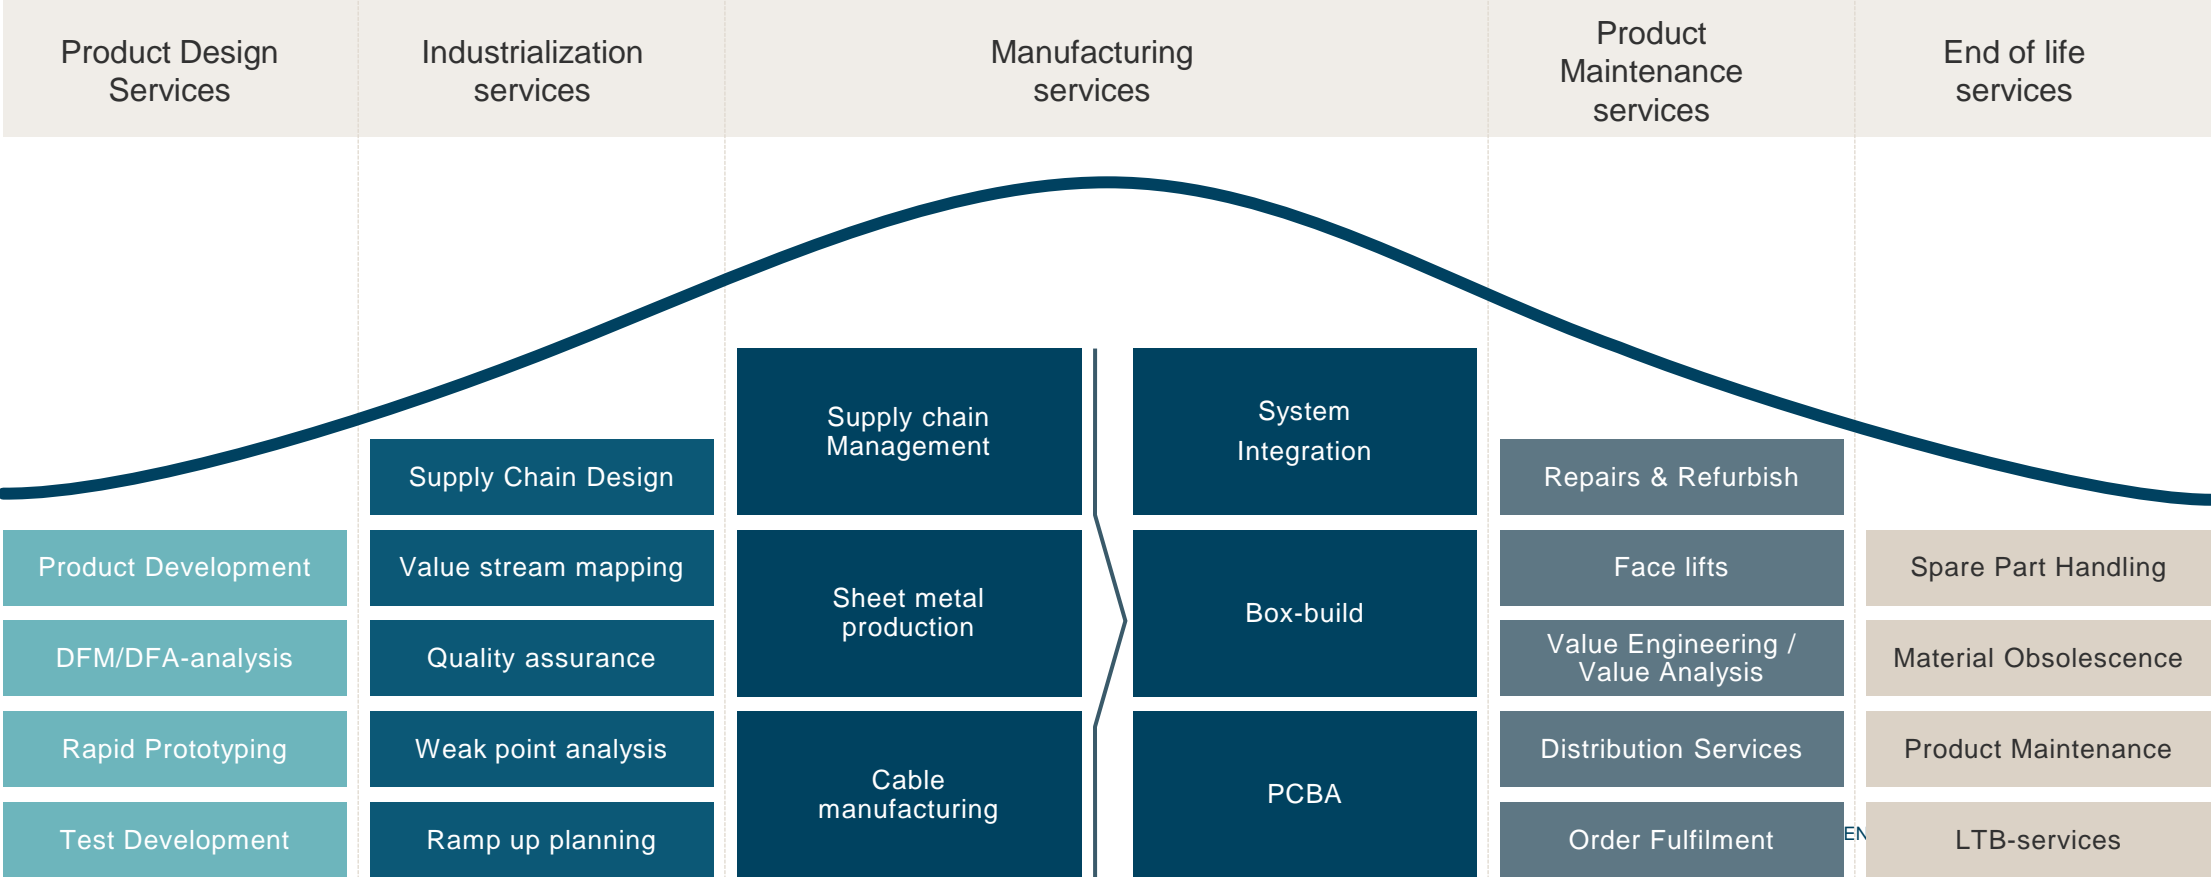 Product Design
Services
Industrialization
services
Manufacturing
services
Product
Maintenance
services
End of life
services
Product Development
DFM/DFA-analysis
Rapid Prototyping
Test Development
Supply Chain Design
Value stream mapping
Quality assurance
Weak point analysis
Ramp up planning
Supply chain
Management
Sheet metal
production
Cable
manufacturing
System
Integration
Box-build
PCBA
Repairs & Refurbish
Face lifts
Value Engineering /
Value Analysis
Distribution Services
Order Fulfilment
EN
Spare Part Handling
Material Obsolescence
Product Maintenance
LTB-services